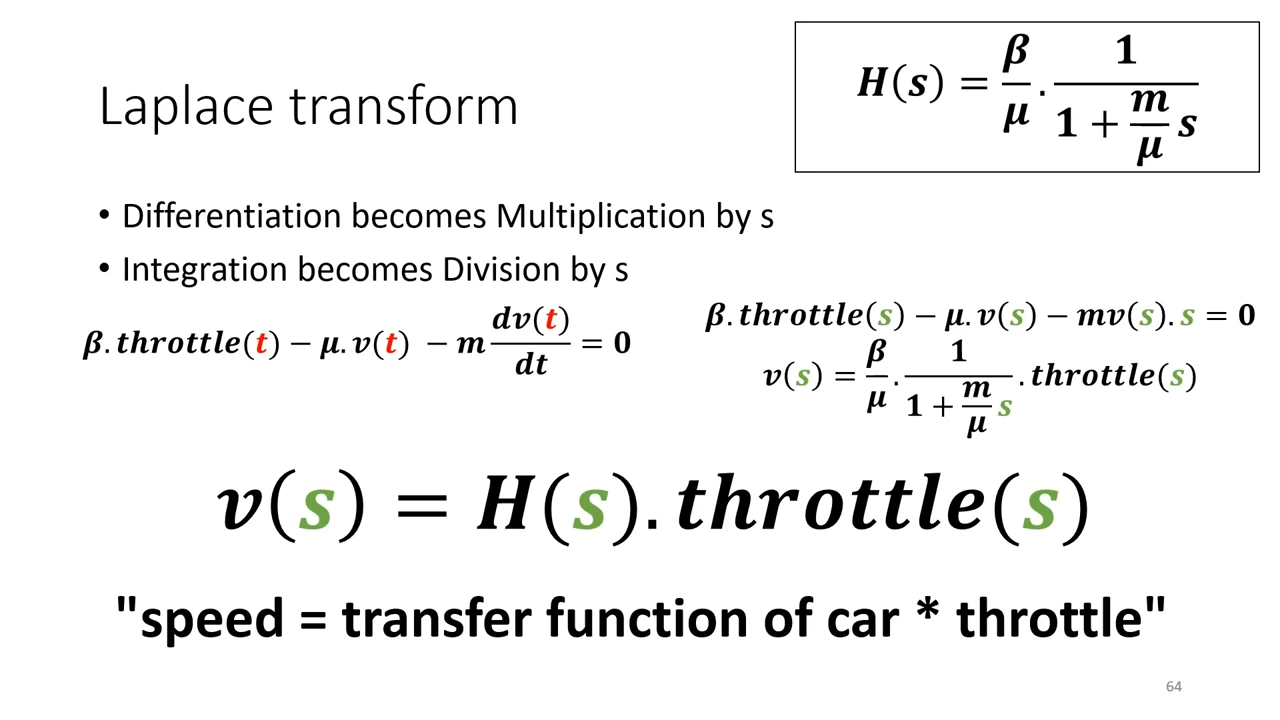 Laplace transform
H(s) = β/μ . 1/(1 + m/μ s)
• Differentiation becomes Multiplication by s
• Integration becomes Division by s
β.throttle(t) − μ.v(t) − m dv(t)/dt = 0
β.throttle(s) − μ.v(s) − mv(s).s = 0
v(s) = β/μ . 1/(1 + m/μ s) .throttle(s)
v(s) = H(s).throttle(s)
"speed = transfer function of car * throttle"
64